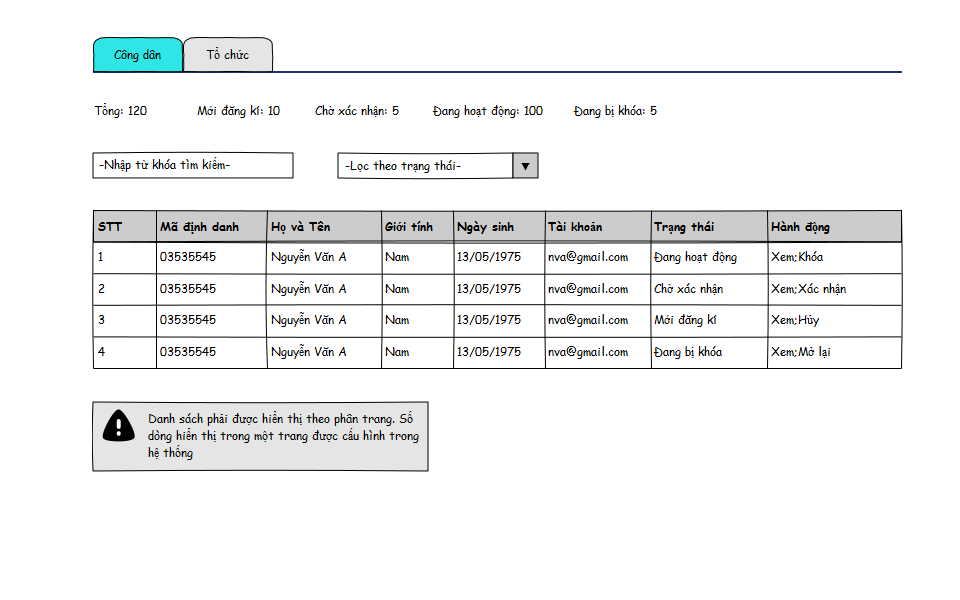 Công dân Tổ chức
Tổng: 120 Mới đăng kí: 10 Chờ xác nhận: 5 Đang hoạt động: 100 Đang bị khóa: 5
-Nhập từ khóa tìm kiếm- -Lọc theo trạng thái-
STT Mã định danh Họ và Tên Giới tính Ngày sinh Tài khoản Trạng thái Hành động
1 03535545 Nguyễn Văn A Nam 13/05/1975 nva@gmail.com Đang hoạt động Xem;Khóa
2 03535545 Nguyễn Văn A Nam 13/05/1975 nva@gmail.com Chờ xác nhận Xem;Xác nhận
3 03535545 Nguyễn Văn A Nam 13/05/1975 nva@gmail.com Mới đăng kí Xem;Hủy
4 03535545 Nguyễn Văn A Nam 13/05/1975 nva@gmail.com Đang bị khóa Xem;Mở lại
Danh sách phải được hiển thị theo phân trang. Số
dòng hiển thị trong một trang được cấu hình trong
hệ thống